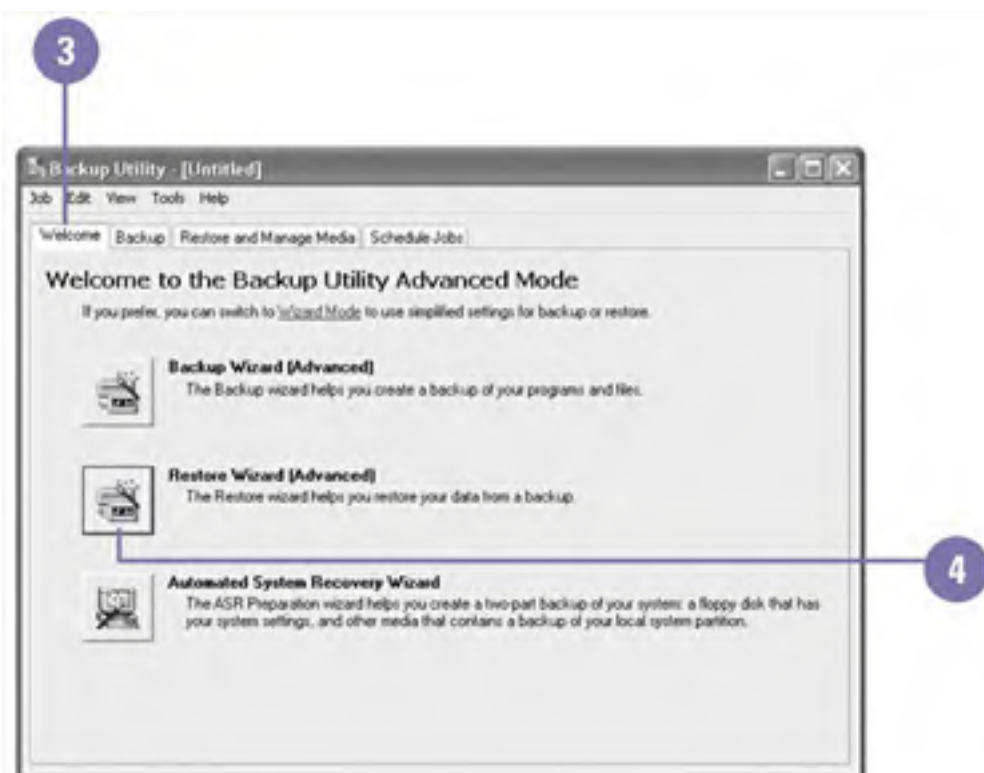 3
Backup Utility - [Untitled]
Job Edit View Tools Help
Welcome Backup Restore and Manage Media Schedule Jobs
Welcome to the Backup Utility Advanced Mode
If you prefer, you can switch to Wizard Mode to use simplified settings for backup or restore.
Backup Wizard (Advanced)
The Backup wizard helps you create a backup of your programs and files.
Restore Wizard (Advanced)
The Restore wizard helps you restore your data from a backup.
4
Automated System Recovery Wizard
The ASR Preparation wizard helps you create a two-part backup of your system: a floppy disk that has
your system settings, and other media that contains a backup of your local system partition.